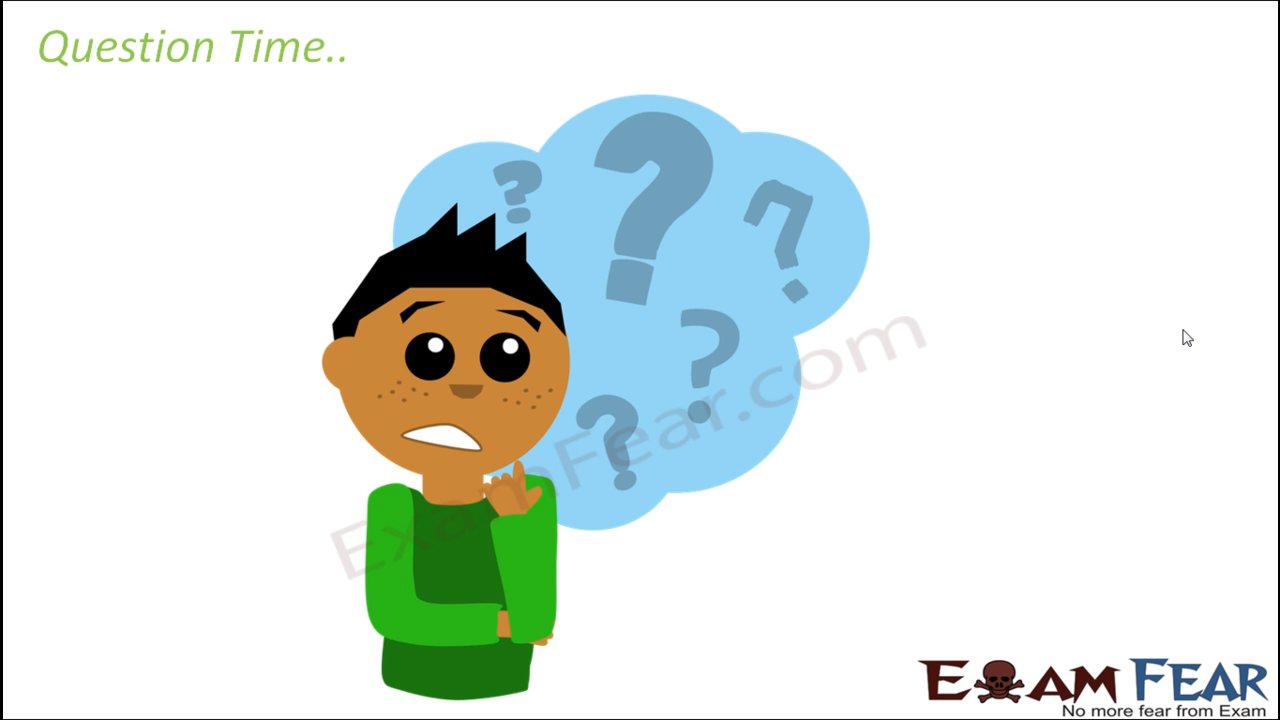 Question Time..
? ? ?
?
?
ExamFear.com
EXAM FEAR
No more fear from Exam